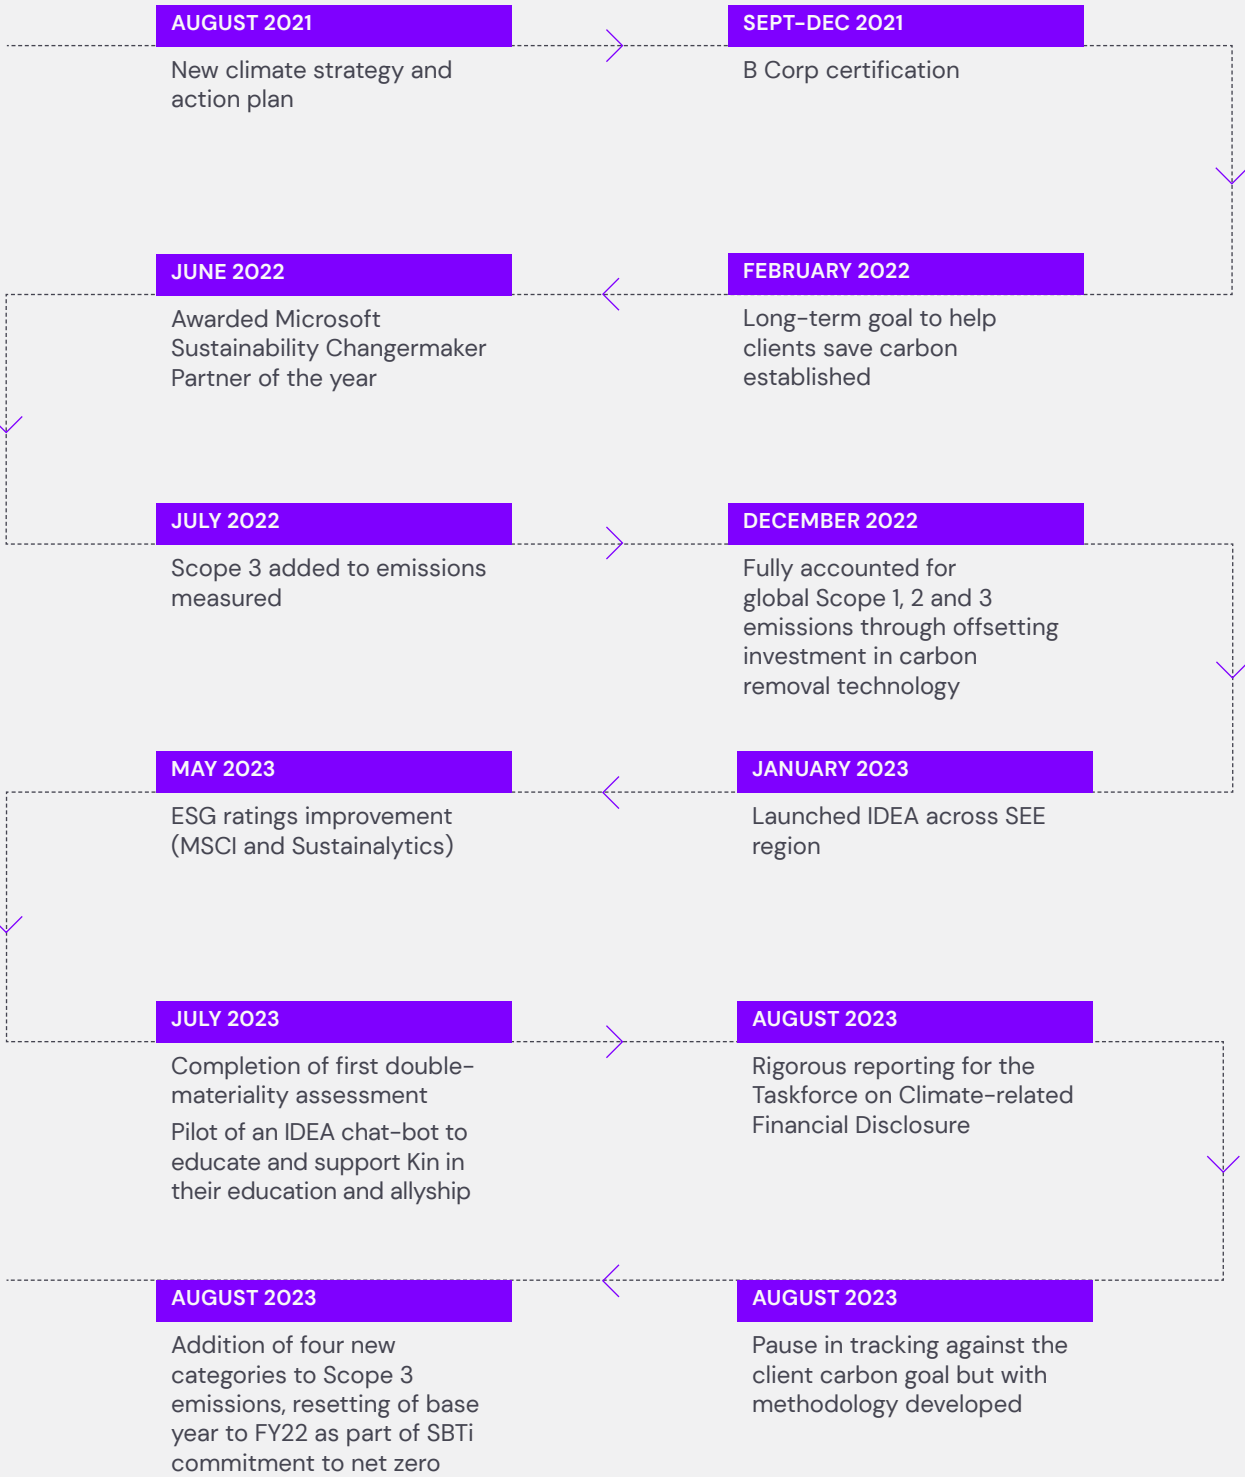 AUGUST 2021
New climate strategy and
action plan
SEPT-DEC 2021
B Corp certification
FEBRUARY 2022
Long-term goal to help
clients save carbon
established
JUNE 2022
Awarded Microsoft
Sustainability Changermaker
Partner of the year
JULY 2022
Scope 3 added to emissions
measured
DECEMBER 2022
Fully accounted for
global Scope 1, 2 and 3
emissions through offsetting
investment in carbon
removal technology
JANUARY 2023
Launched IDEA across SEE
region
MAY 2023
ESG ratings improvement
(MSCI and Sustainalytics)
JULY 2023
Completion of first double-
materiality assessment
Pilot of an IDEA chat-bot to
educate and support Kin in
their education and allyship
AUGUST 2023
Rigorous reporting for the
Taskforce on Climate-related
Financial Disclosure
AUGUST 2023
Pause in tracking against the
client carbon goal but with
methodology developed
AUGUST 2023
Addition of four new
categories to Scope 3
emissions, resetting of base
year to FY22 as part of SBTi
commitment to net zero